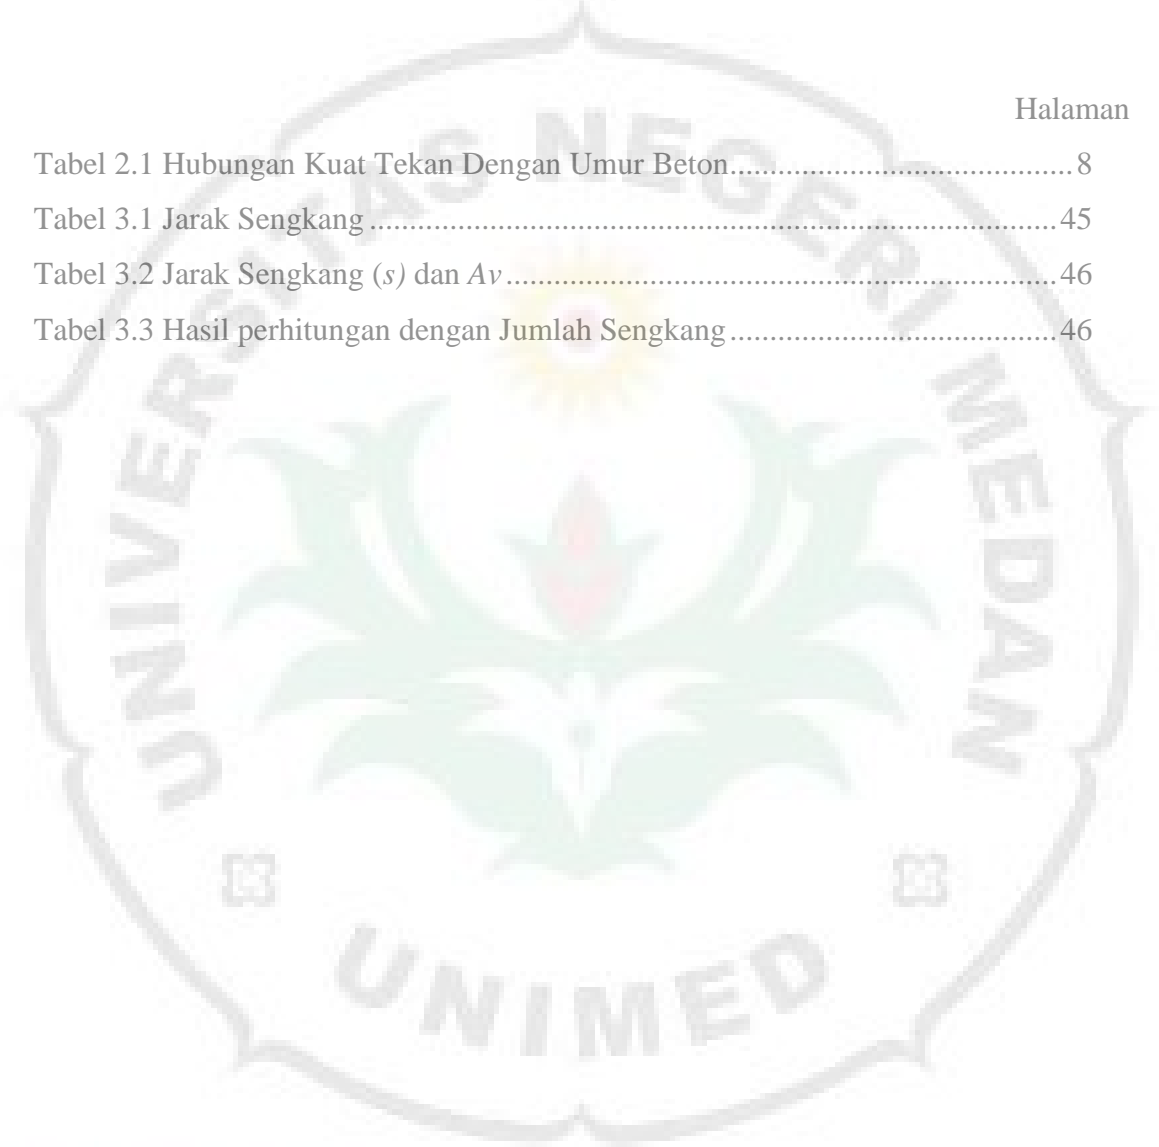 Halaman
Tabel 2.1 Hubungan Kuat Tekan Dengan Umur Beton..........................................8
Tabel 3.1 Jarak Sengkang.....................................................................................45
Tabel 3.2 Jarak Sengkang (s) dan Av....................................................................46
Tabel 3.3 Hasil perhitungan dengan Jumlah Sengkang........................................46
UNIVERSITAS NEGERI MEDAN
UNIMED